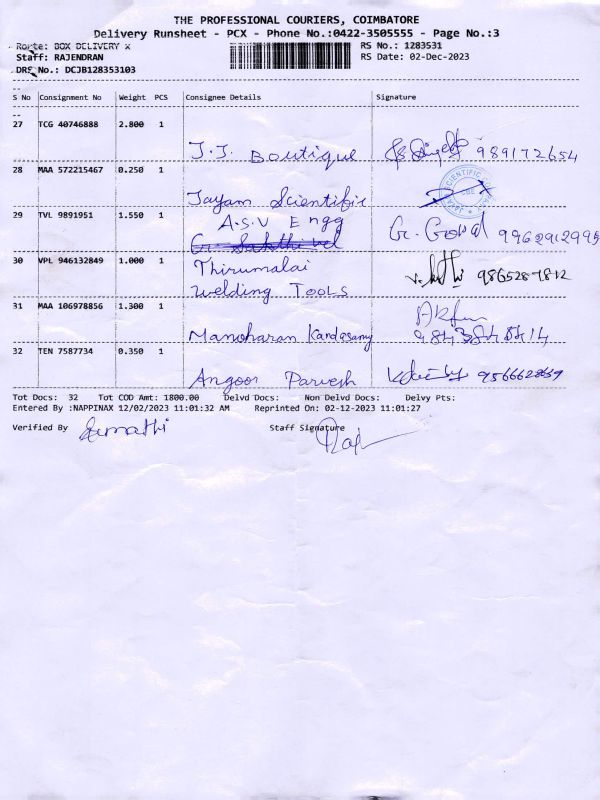 THE PROFESSIONAL COURIERS, COIMBATORE
Delivery Runsheet - PCX - Phone No.:0422-3505555 - Page No.:3
Route: BOX DELIVERY X
RS No.: 1283531
Staff: RAJENDRAN
RS Date: 02-Dec-2023
DRS No.: DCJB128353103
S No Consignment No Weight PCS Consignee Details Signature
27 TCG 40746888 2.800 1
J.J. Boutique 989172654
28 MAA 572215467 0.250 1
Jayam Scientific
29 TVL 9891951 1.550 1
A.S.V Engg
G. Sakthi vel G. Gopal 9962912995
30 VPL 946132849 1.000 1
Thirumalai
Welding Tools
31 MAA 106978856 1.300 1
Manoharan Kandasamy
32 TEN 7587734 0.350 1
Angoor Parvesh
Tot Docs: 32 Tot COD Amt: 1800.00 Delvd Docs: Non Delvd Docs: Delvy Pts:
Entered By :NAPPINAX 12/02/2023 11:01:32 AM Reprinted On: 02-12-2023 11:01:27
Verified By Sumathi Staff Signature Raj